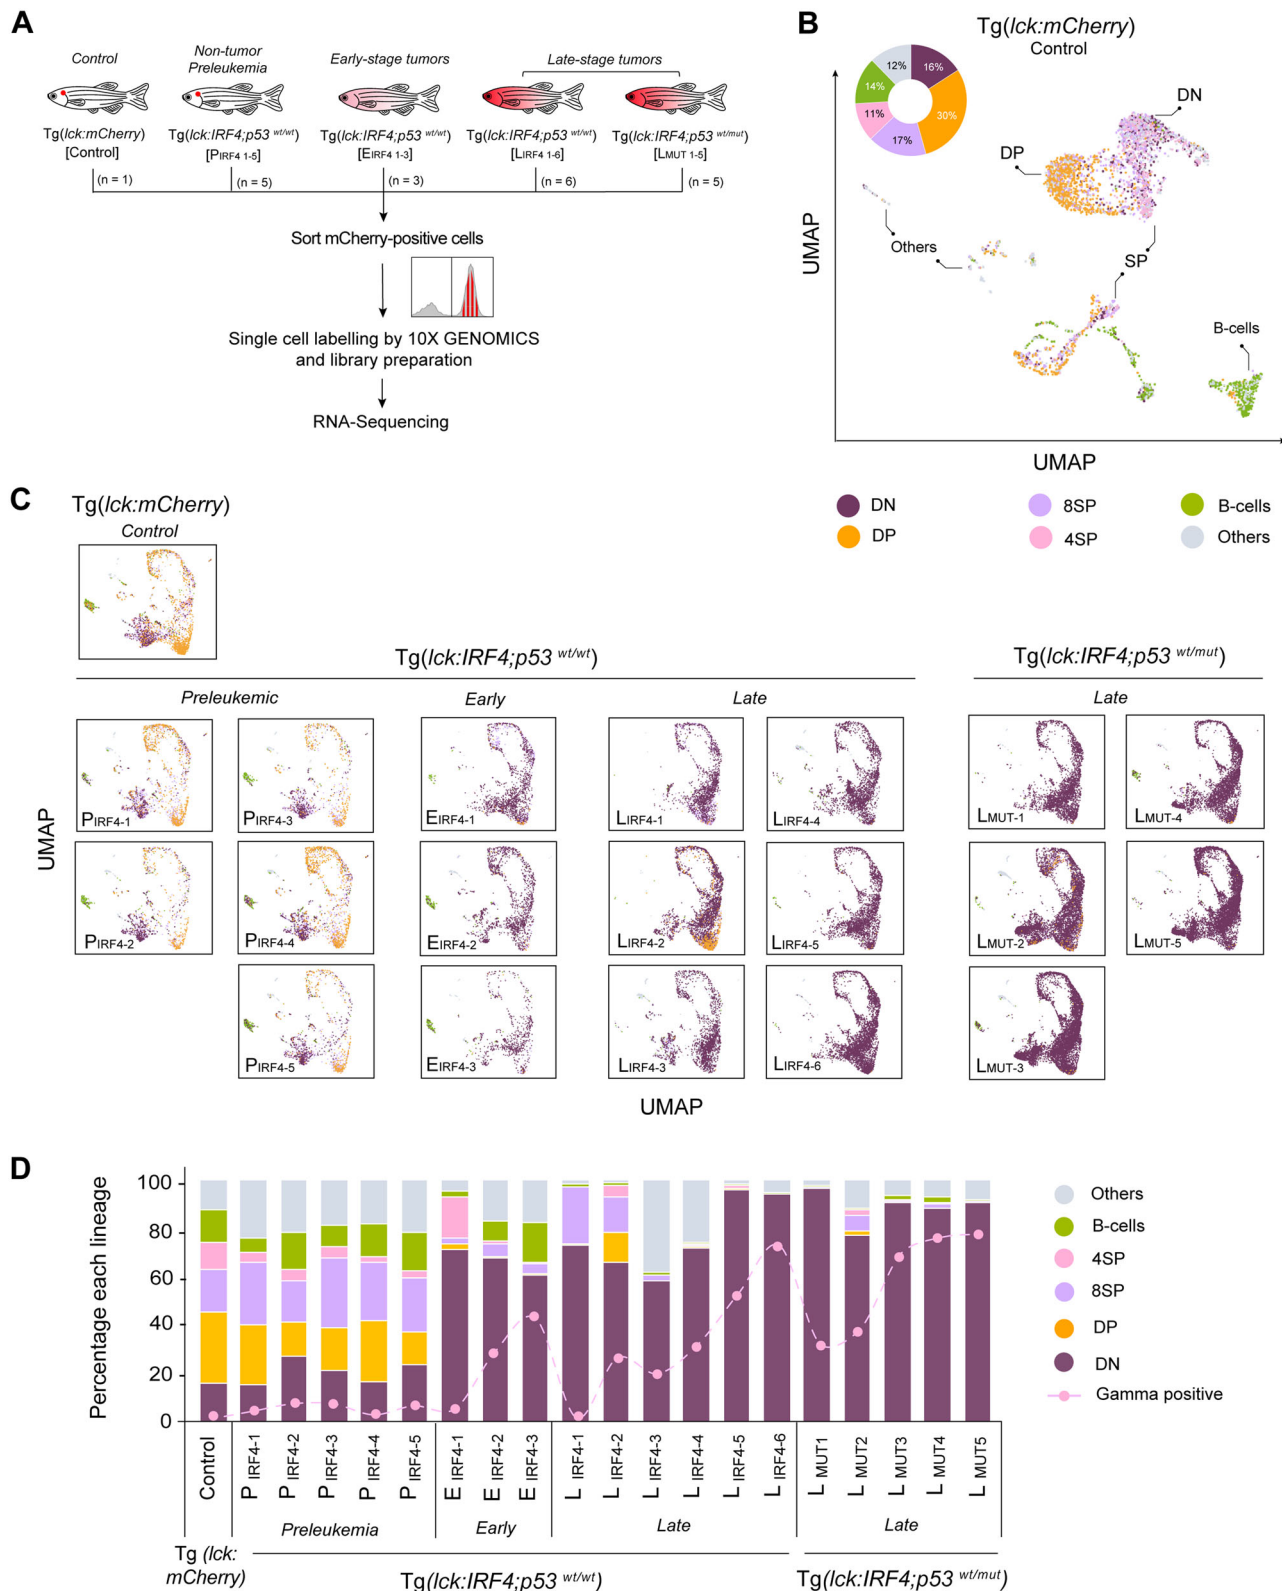 A
Control
Non-tumor
Preleukemia
Early-stage tumors
Late-stage tumors
Tg(lck:mCherry)
[Control]
Tg(lck:IRF4;p53 wt/wt)
[PIRF4 1-5]
Tg(lck:IRF4;p53 wt/wt)
[EIRF4 1-3]
Tg(lck:IRF4;p53 wt/wt)
[LIRF4 1-6]
Tg(lck:IRF4;p53 wt/mut)
[LMUT 1-5]
(n = 1)
(n = 5)
(n = 3)
(n = 6)
(n = 5)
Sort mCherry-positive cells
Single cell labelling by 10X GENOMICS
and library preparation
RNA-Sequencing
B
Tg(lck:mCherry)
Control
12%
16%
14%
30%
11%
17%
DN
DP
Others
SP
B-cells
UMAP
UMAP
DN
8SP
B-cells
DP
4SP
Others
C
Tg(lck:mCherry)
Control
Tg(lck:IRF4;p53 wt/wt)
Tg(lck:IRF4;p53 wt/mut)
Preleukemic
Early
Late
Late
UMAP
PIRF4-1
PIRF4-3
EIRF4-1
LIRF4-1
LIRF4-4
LMUT-1
LMUT-4
PIRF4-2
PIRF4-4
EIRF4-2
LIRF4-2
LIRF4-5
LMUT-2
LMUT-5
PIRF4-5
EIRF4-3
LIRF4-3
LIRF4-6
LMUT-3
UMAP
D
Percentage each lineage
100
80
60
40
20
0
Others
B-cells
4SP
8SP
DP
DN
Gamma positive
Control
P IRF4-1
P IRF4-2
P IRF4-3
P IRF4-4
P IRF4-5
E IRF4-1
E IRF4-2
E IRF4-3
L IRF4-1
L IRF4-2
L IRF4-3
L IRF4-4
L IRF4-5
L IRF4-6
L MUT1
L MUT2
L MUT3
L MUT4
L MUT5
Preleukemia
Early
Late
Late
Tg (lck:
mCherry)
Tg(lck:IRF4;p53 wt/wt)
Tg(lck:IRF4;p53 wt/mut)